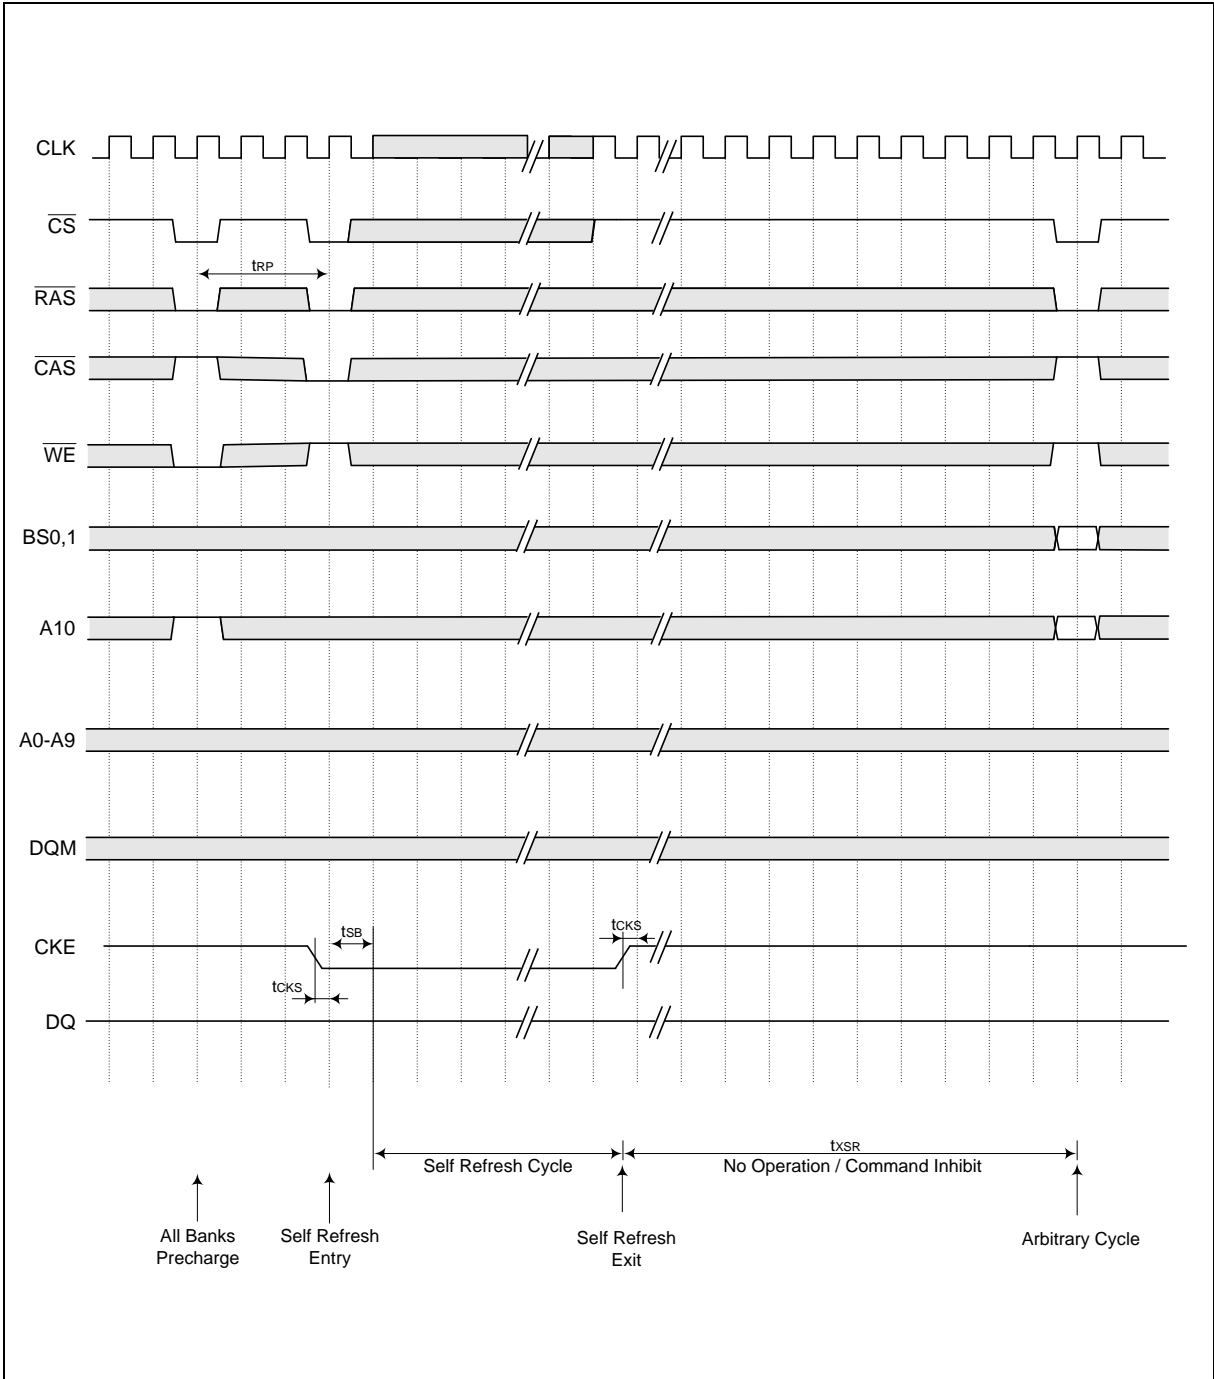 CLK
CS
tRP
RAS
CAS
WE
BS0,1
A10
A0-A9
DQM
tSB
tCKS
CKE
tCKS
DQ
tXSR
Self Refresh Cycle
No Operation / Command Inhibit
All Banks
Precharge
Self Refresh
Entry
Self Refresh
Exit
Arbitrary Cycle